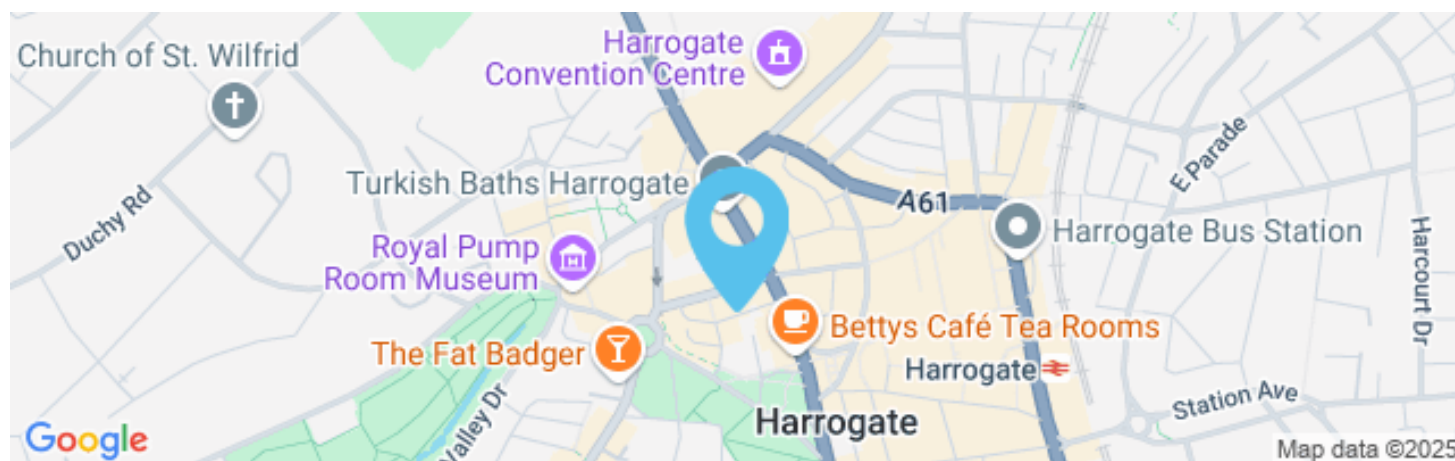 Church of St. Wilfrid
Harrogate
Convention Centre
Turkish Baths Harrogate
A61
E Parade
Duchy Rd
Royal Pump
Room Museum
Harrogate Bus Station
Harcourt Dr
Bettys Café Tea Rooms
The Fat Badger
Harrogate
Valley Dr
Station Ave
Harrogate
Google
Map data ©2025